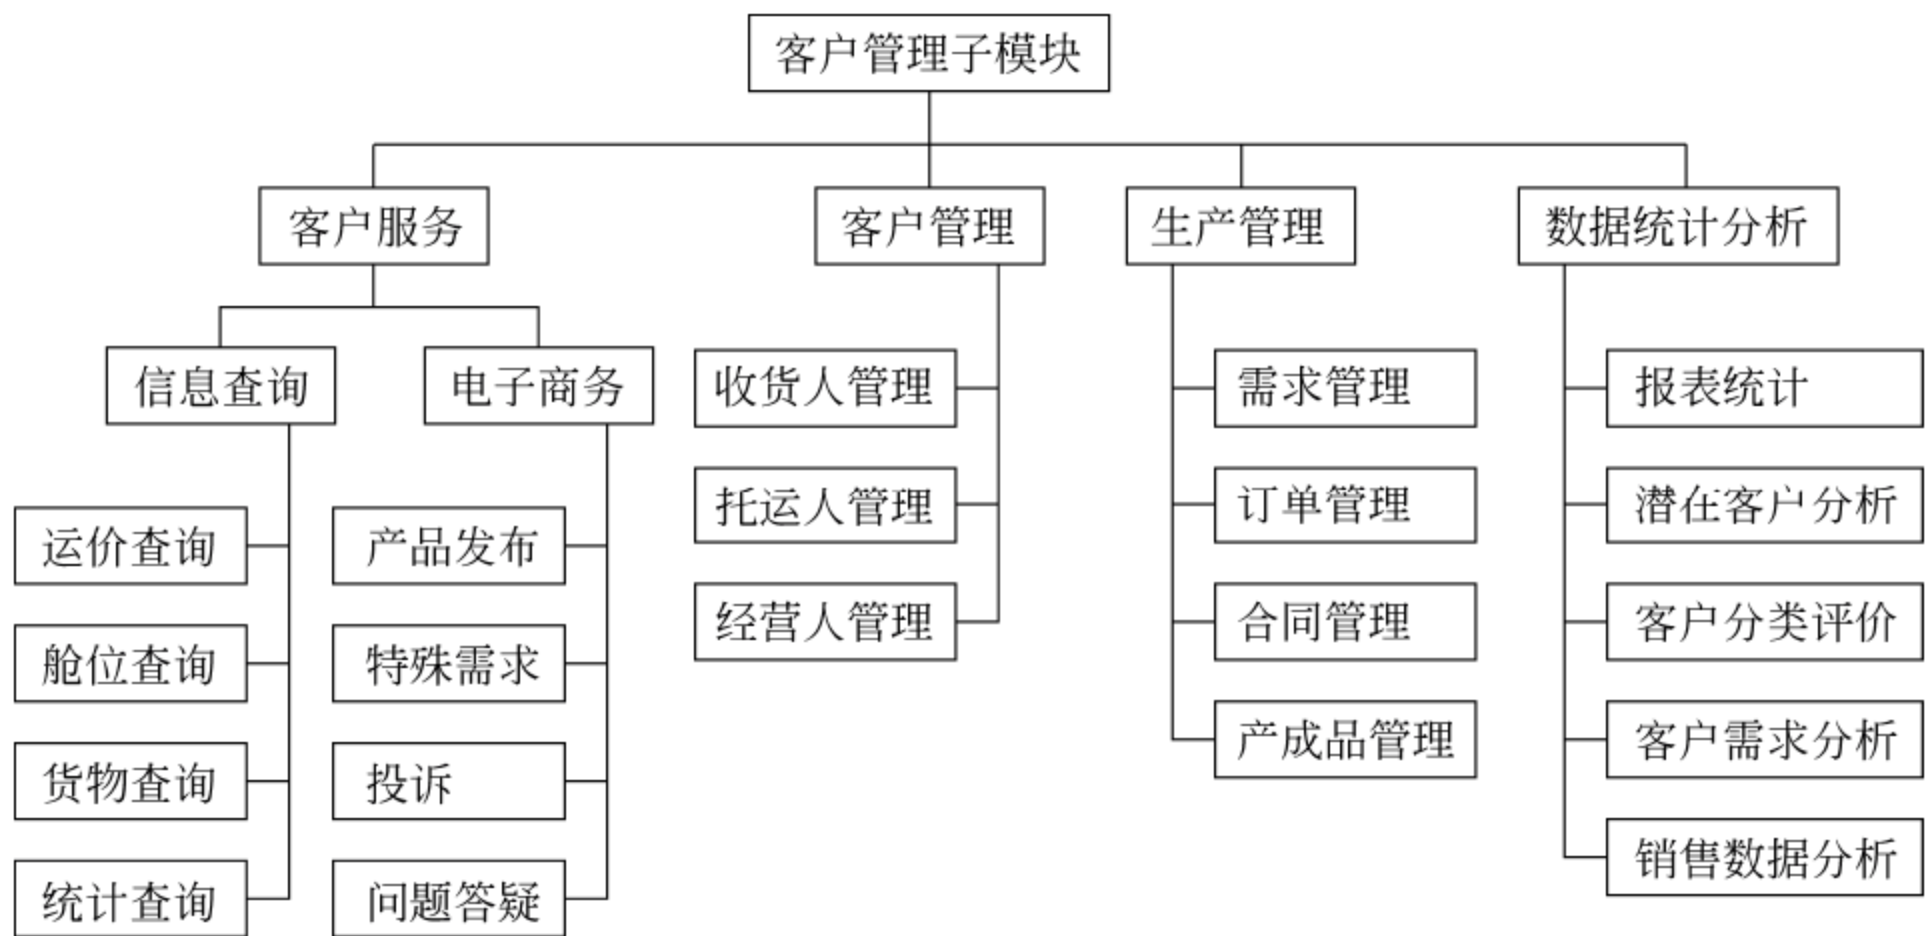 客户管理子模块
客户服务
客户管理
生产管理
数据统计分析
信息查询
电子商务
收货人管理
需求管理
报表统计
托运人管理
订单管理
潜在客户分析
运价查询
产品发布
经营人管理
合同管理
客户分类评价
舱位查询
特殊需求
产成品管理
客户需求分析
货物查询
投诉
销售数据分析
统计查询
问题答疑